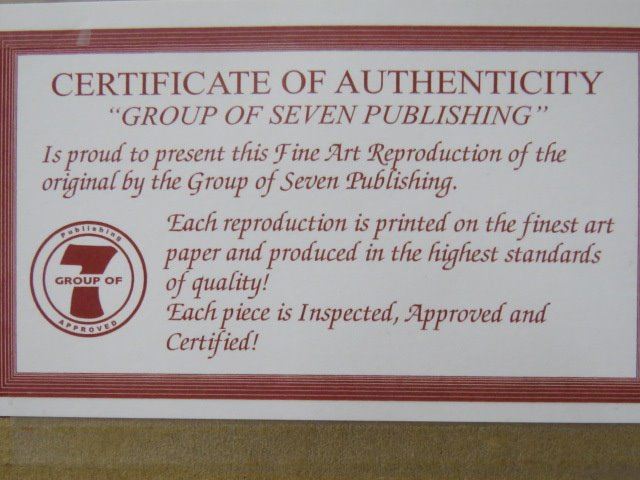 CERTIFICATE OF AUTHENTICITY
“GROUP OF SEVEN PUBLISHING”
Is proud to present this Fine Art Reproduction of the
original by the Group of Seven Publishing.
Each reproduction is printed on the finest art
paper and produced in the highest standards
of quality!
Each piece is Inspected, Approved and
Certified!
Publishing
7
GROUP OF
APPROVED